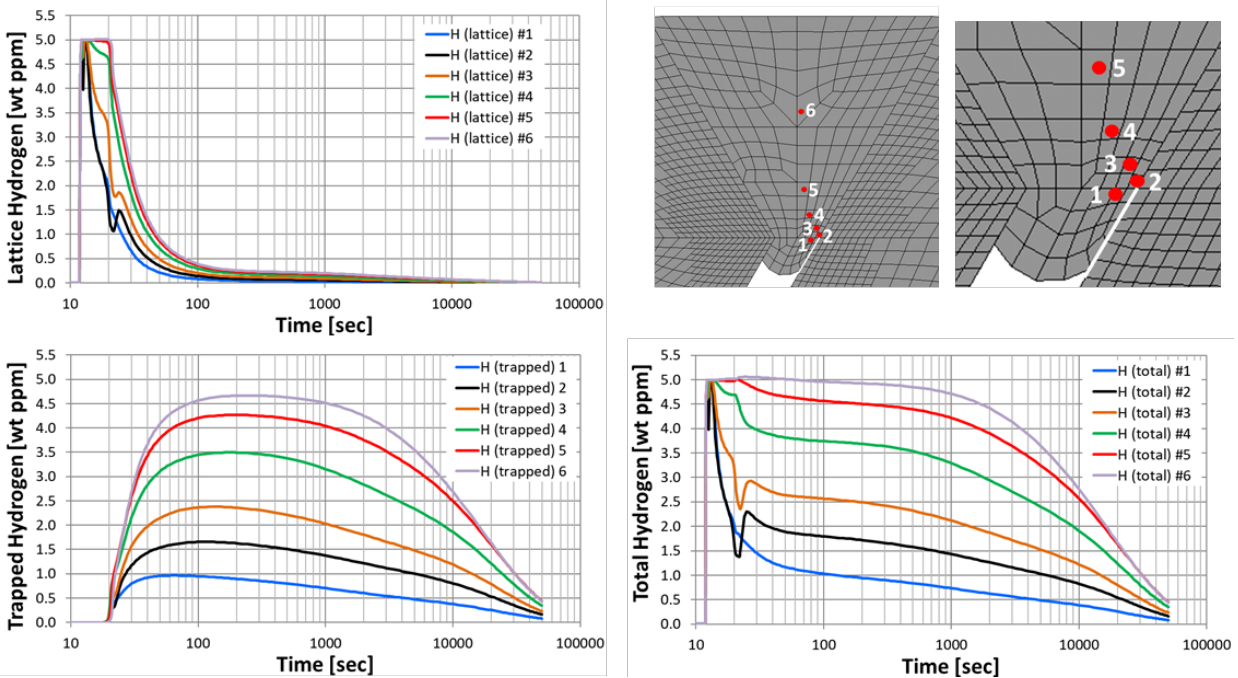 Lattice Hydrogen [wt ppm]
5.5
5.0
4.5
4.0
3.5
3.0
2.5
2.0
1.5
1.0
0.5
0.0
H (lattice) #1
H (lattice) #2
H (lattice) #3
H (lattice) #4
H (lattice) #5
H (lattice) #6
10 100 1000 10000 100000
Time [sec]
6
5
4
3
1 2
5
4
3
2
1
Trapped Hydrogen [wt ppm]
5.5
5.0
4.5
4.0
3.5
3.0
2.5
2.0
1.5
1.0
0.5
0.0
H (trapped) 1
H (trapped) 2
H (trapped) 3
H (trapped) 4
H (trapped) 5
H (trapped) 6
10 100 1000 10000 100000
Time [sec]
Total Hydrogen [wt ppm]
5.5
5.0
4.5
4.0
3.5
3.0
2.5
2.0
1.5
1.0
0.5
0.0
H (total) #1
H (total) #2
H (total) #3
H (total) #4
H (total) #5
H (total) #6
10 100 1000 10000 100000
Time [sec]